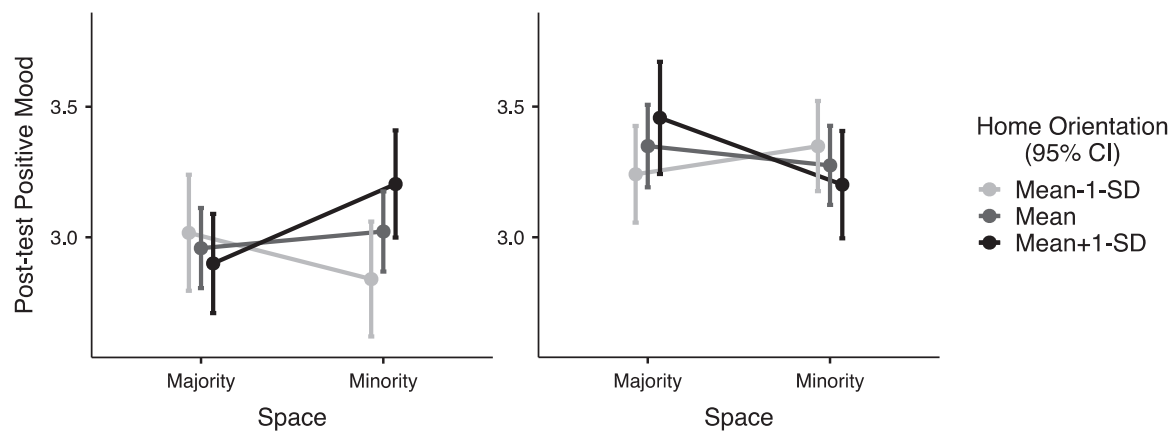 Post-test Positive Mood
3.5
3.0
Majority
Minority
Space
3.5
3.0
Majority
Minority
Space
Home Orientation
(95% CI)
Mean-1-SD
Mean
Mean+1-SD